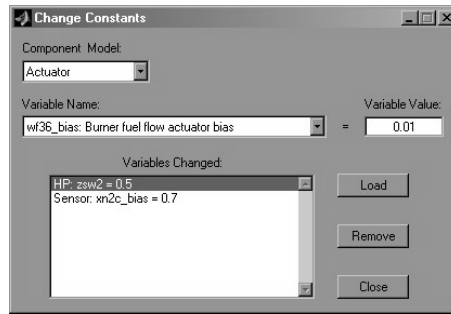 Change Constants
Component Model:
Actuator
Variable Name:
Variable Value:
wf36_bias: Burner fuel flow actuator bias
=
0.01
Variables Changed:
HP: zsw2 = 0.5
Sensor: xn2c_bias = 0.7
Load
Remove
Close